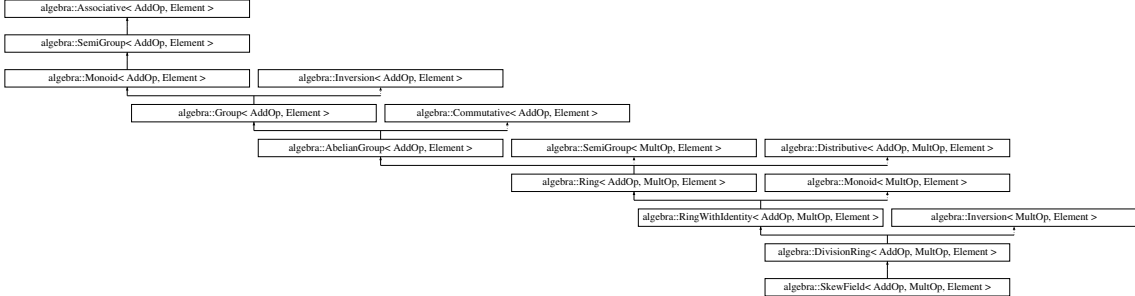 algebra::Associative< AddOp, Element >
algebra::SemiGroup< AddOp, Element >
algebra::Monoid< AddOp, Element >
algebra::Inversion< AddOp, Element >
algebra::Group< AddOp, Element >
algebra::Commutative< AddOp, Element >
algebra::AbelianGroup< AddOp, Element >
algebra::SemiGroup< MultOp, Element >
algebra::Distributive< AddOp, MultOp, Element >
algebra::Ring< AddOp, MultOp, Element >
algebra::Monoid< MultOp, Element >
algebra::RingWithIdentity< AddOp, MultOp, Element >
algebra::Inversion< MultOp, Element >
algebra::DivisionRing< AddOp, MultOp, Element >
algebra::SkewField< AddOp, MultOp, Element >